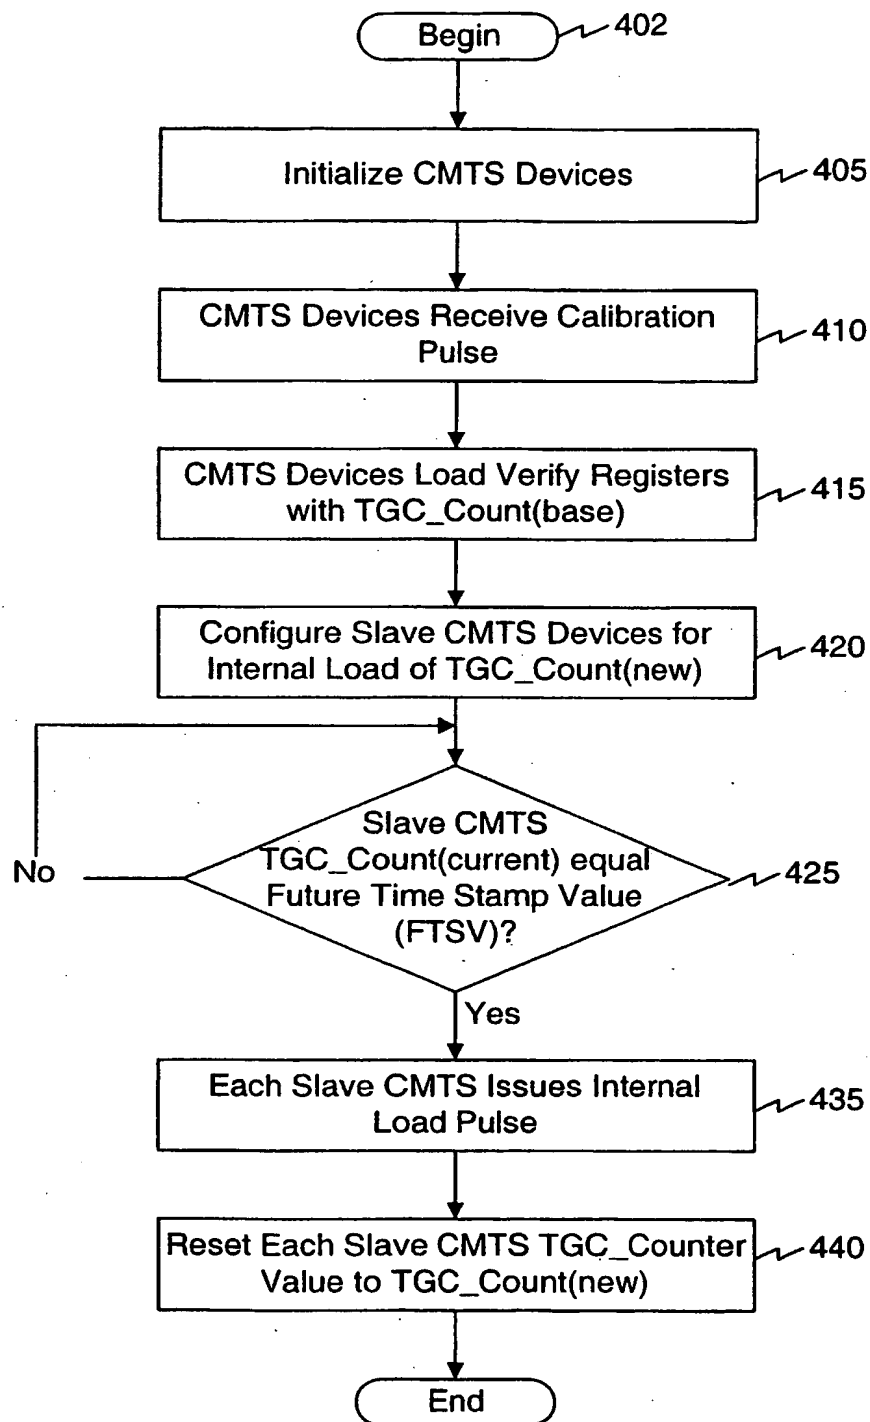 Begin
402
Initialize CMTS Devices
405
CMTS Devices Receive Calibration
Pulse
410
CMTS Devices Load Verify Registers
with TGC_Count(base)
415
Configure Slave CMTS Devices for
Internal Load of TGC_Count(new)
420
Slave CMTS
TGC_Count(current) equal
Future Time Stamp Value
(FTSV)?
425
No
Yes
Each Slave CMTS Issues Internal
Load Pulse
435
Reset Each Slave CMTS TGC_Counter
Value to TGC_Count(new)
440
End